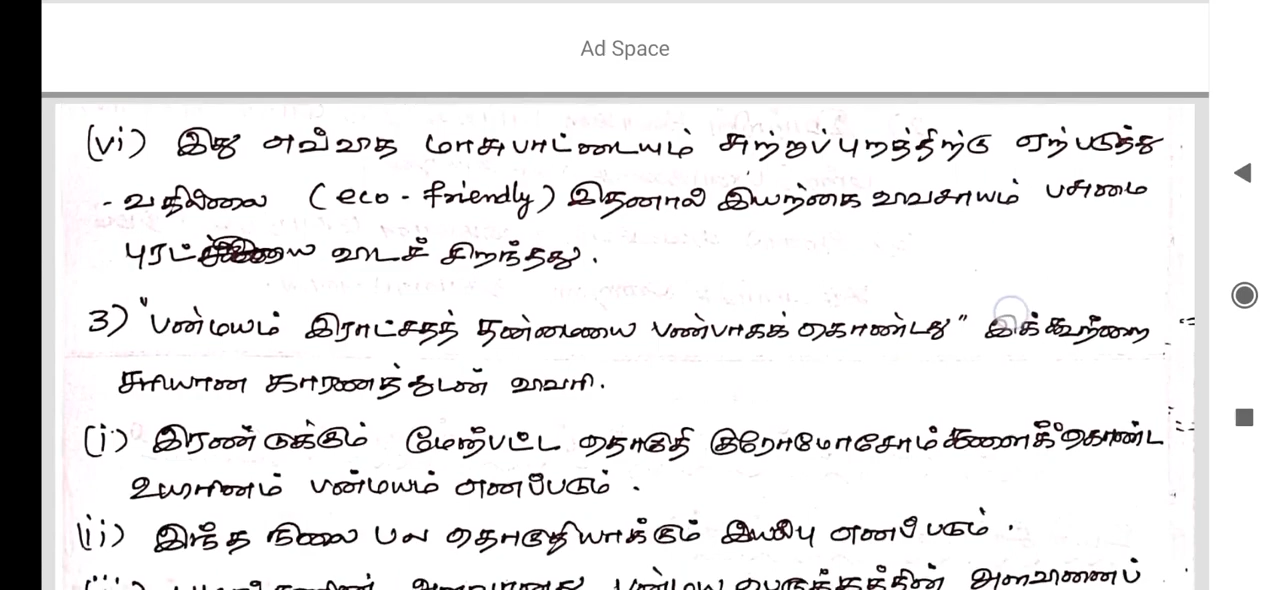 Ad Space
(vi) இது எவ்வித மாசுபாட்டையும் சுற்றுப்புறத்திற்கு ஏற்படுத்து
- வதில்லை (eco - friendly) இதனால் இயற்கை விவசாயம் பசுமை
புரட்சியை விடச் சிறந்தது.
3) "பன்மயம் இராட்சதத் தன்மையை பண்பாகக் கொண்டது" இக்கூற்றை
சரியான காரணத்துடன் விவரி.
(i) இரண்டுக்கும் மேற்பட்ட தொகுதி குரோமோசோம்களைக் கொண்ட
உயிரினம் பன்மயம் எனப்படும்.
(ii) இந்த நிலை பல தொகுதியாக்கும் இயல்பு எனப்படும்.